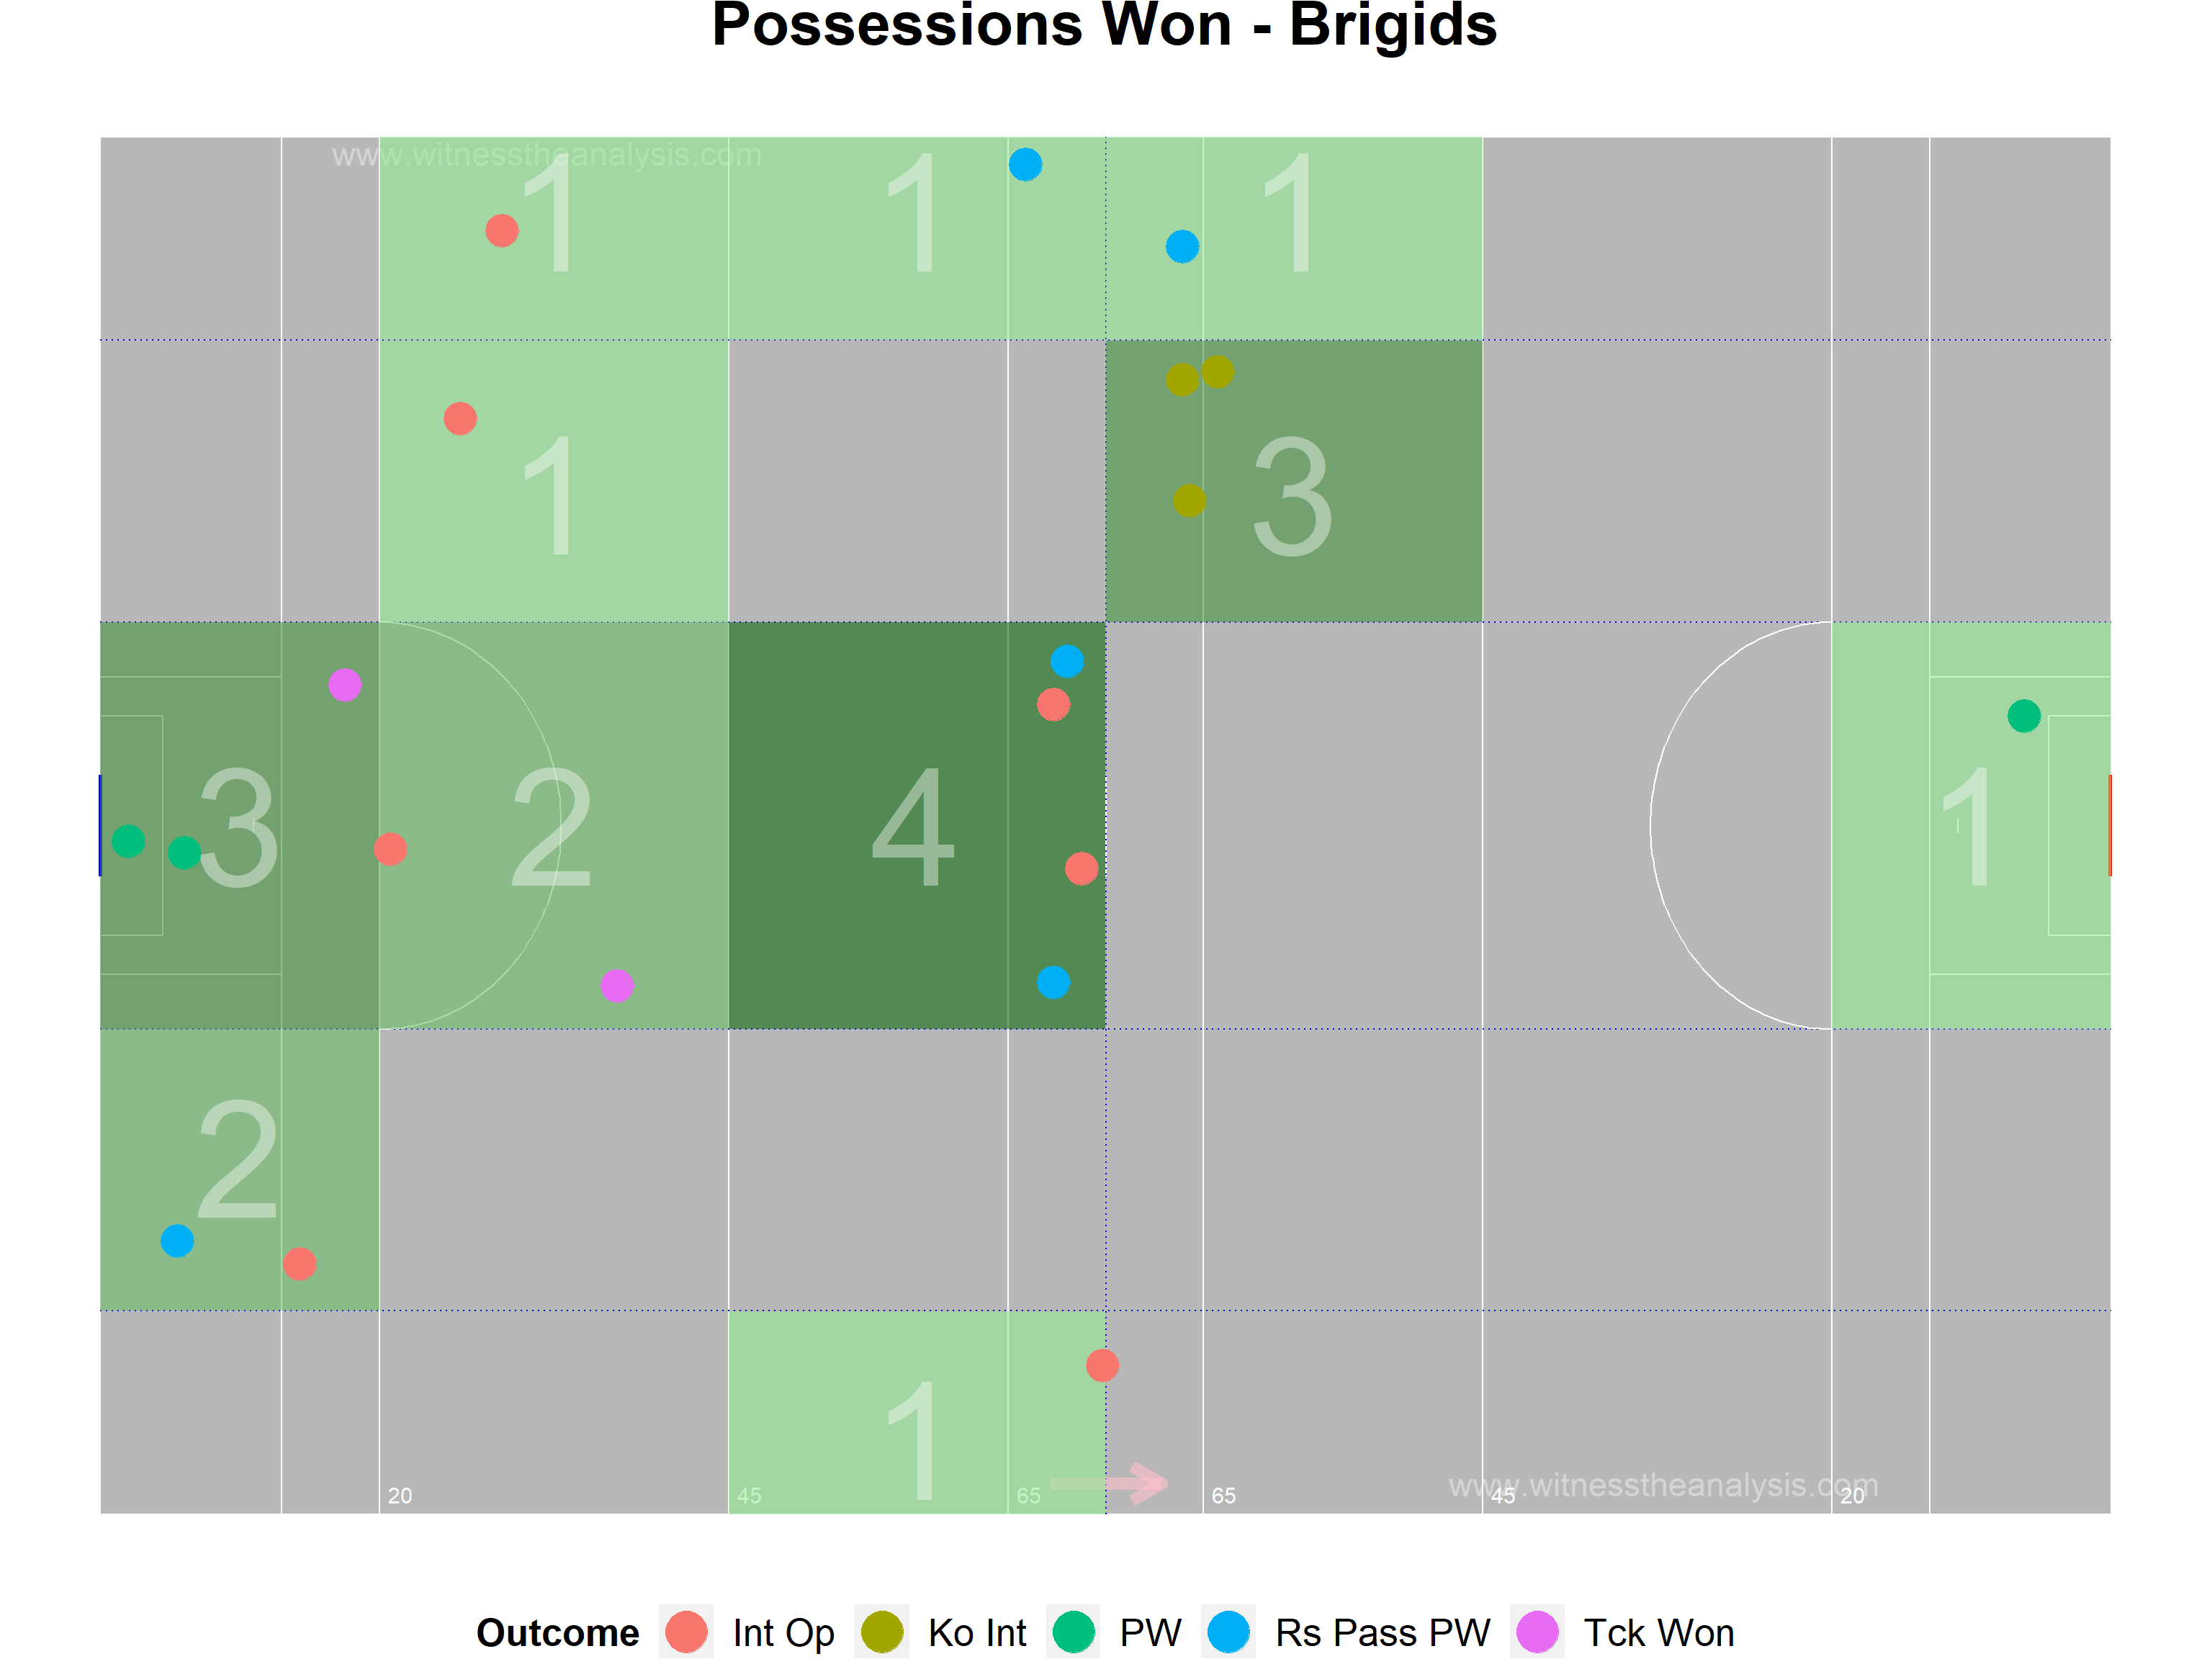 Possessions Won - Brigids
www.witnesstheanalysis.com
1 1 1
1 3
3 2 4 1
2
1
www.witnesstheanalysis.com
20 45 65 65 45 20
Outcome Int Op Ko Int PW Rs Pass PW Tck Won